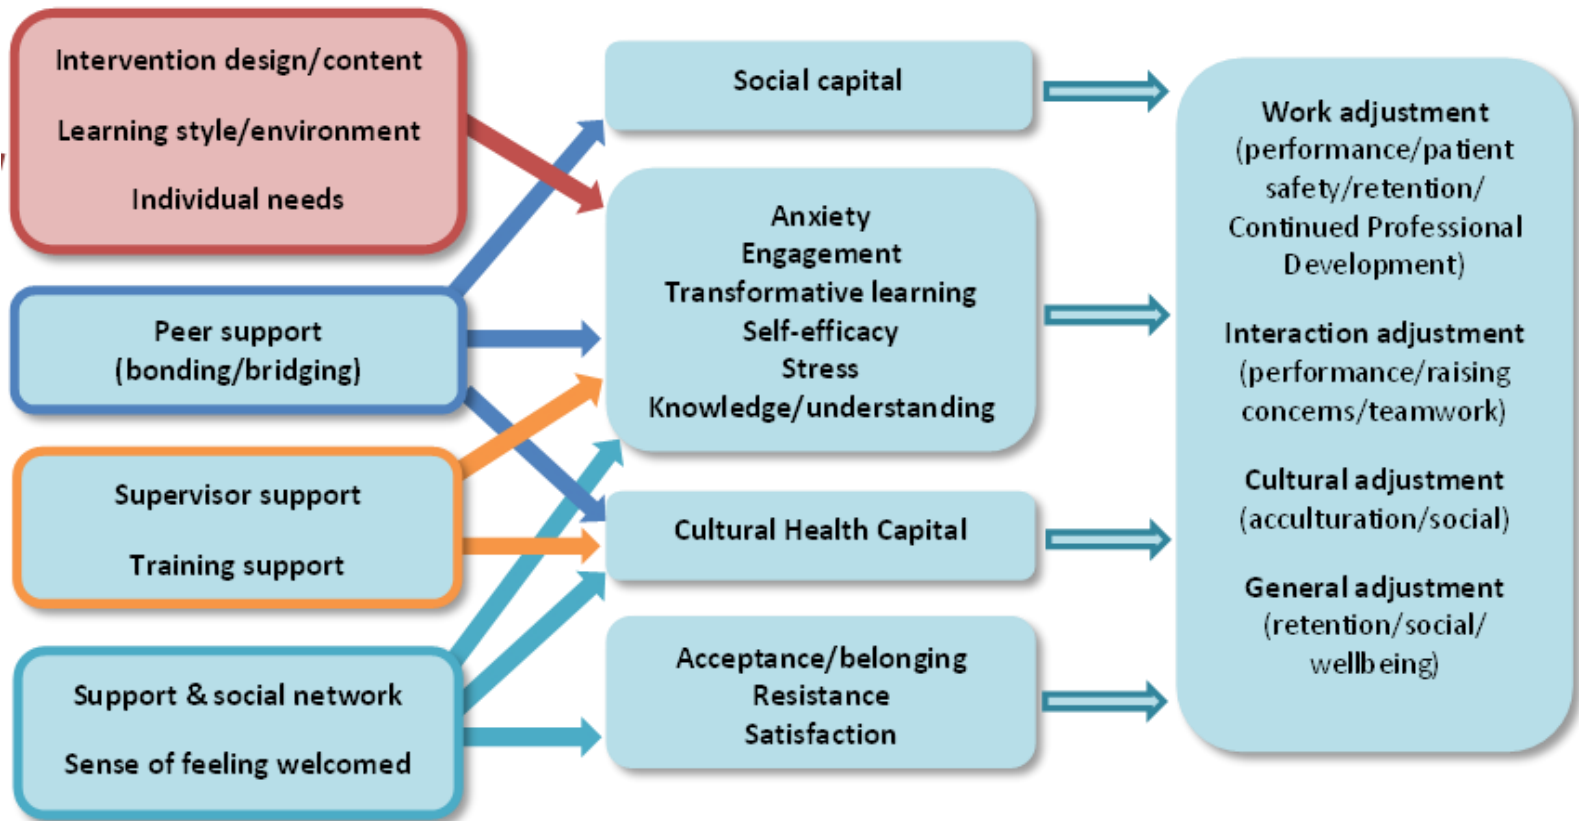 Intervention design/content
Learning style/environment
Individual needs
Peer support
(bonding/bridging)
Supervisor support
Training support
Support & social network
Sense of feeling welcomed
Social capital
Anxiety
Engagement
Transformative learning
Self-efficacy
Stress
Knowledge/understanding
Cultural Health Capital
Acceptance/belonging
Resistance
Satisfaction
Work adjustment
(performance/patient
safety/retention/
Continued Professional
Development)
Interaction adjustment
(performance/raising
concerns/teamwork)
Cultural adjustment
(acculturation/social)
General adjustment
(retention/social/
wellbeing)